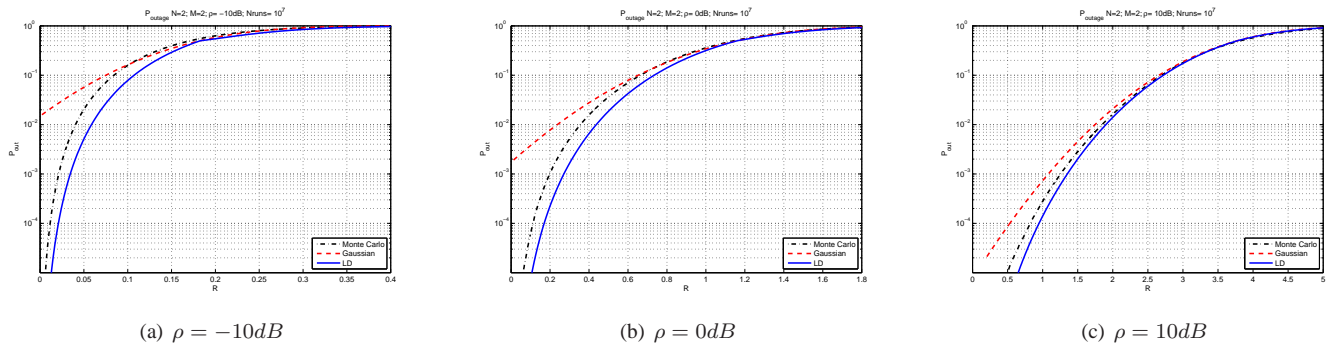 P_outage N=2; M=2; ρ= −10dB; Nruns= 10^7
10^0
10^-1
10^-2
10^-3
10^-4
P_out
0 0.05 0.1 0.15 0.2 0.25 0.3 0.35 0.4
R
Monte Carlo
Gaussian
LD
(a) ρ = −10dB
P_outage N=2; M=2; ρ= 0dB; Nruns= 10^7
10^0
10^-1
10^-2
10^-3
10^-4
P_out
0 0.2 0.4 0.6 0.8 1 1.2 1.4 1.6 1.8
R
Monte Carlo
Gaussian
LD
(b) ρ = 0dB
P_outage N=2; M=2; ρ= 10dB; Nruns= 10^7
10^0
10^-1
10^-2
10^-3
10^-4
P_out
0 0.5 1 1.5 2 2.5 3 3.5 4 4.5 5
R
Monte Carlo
Gaussian
LD
(c) ρ = 10dB